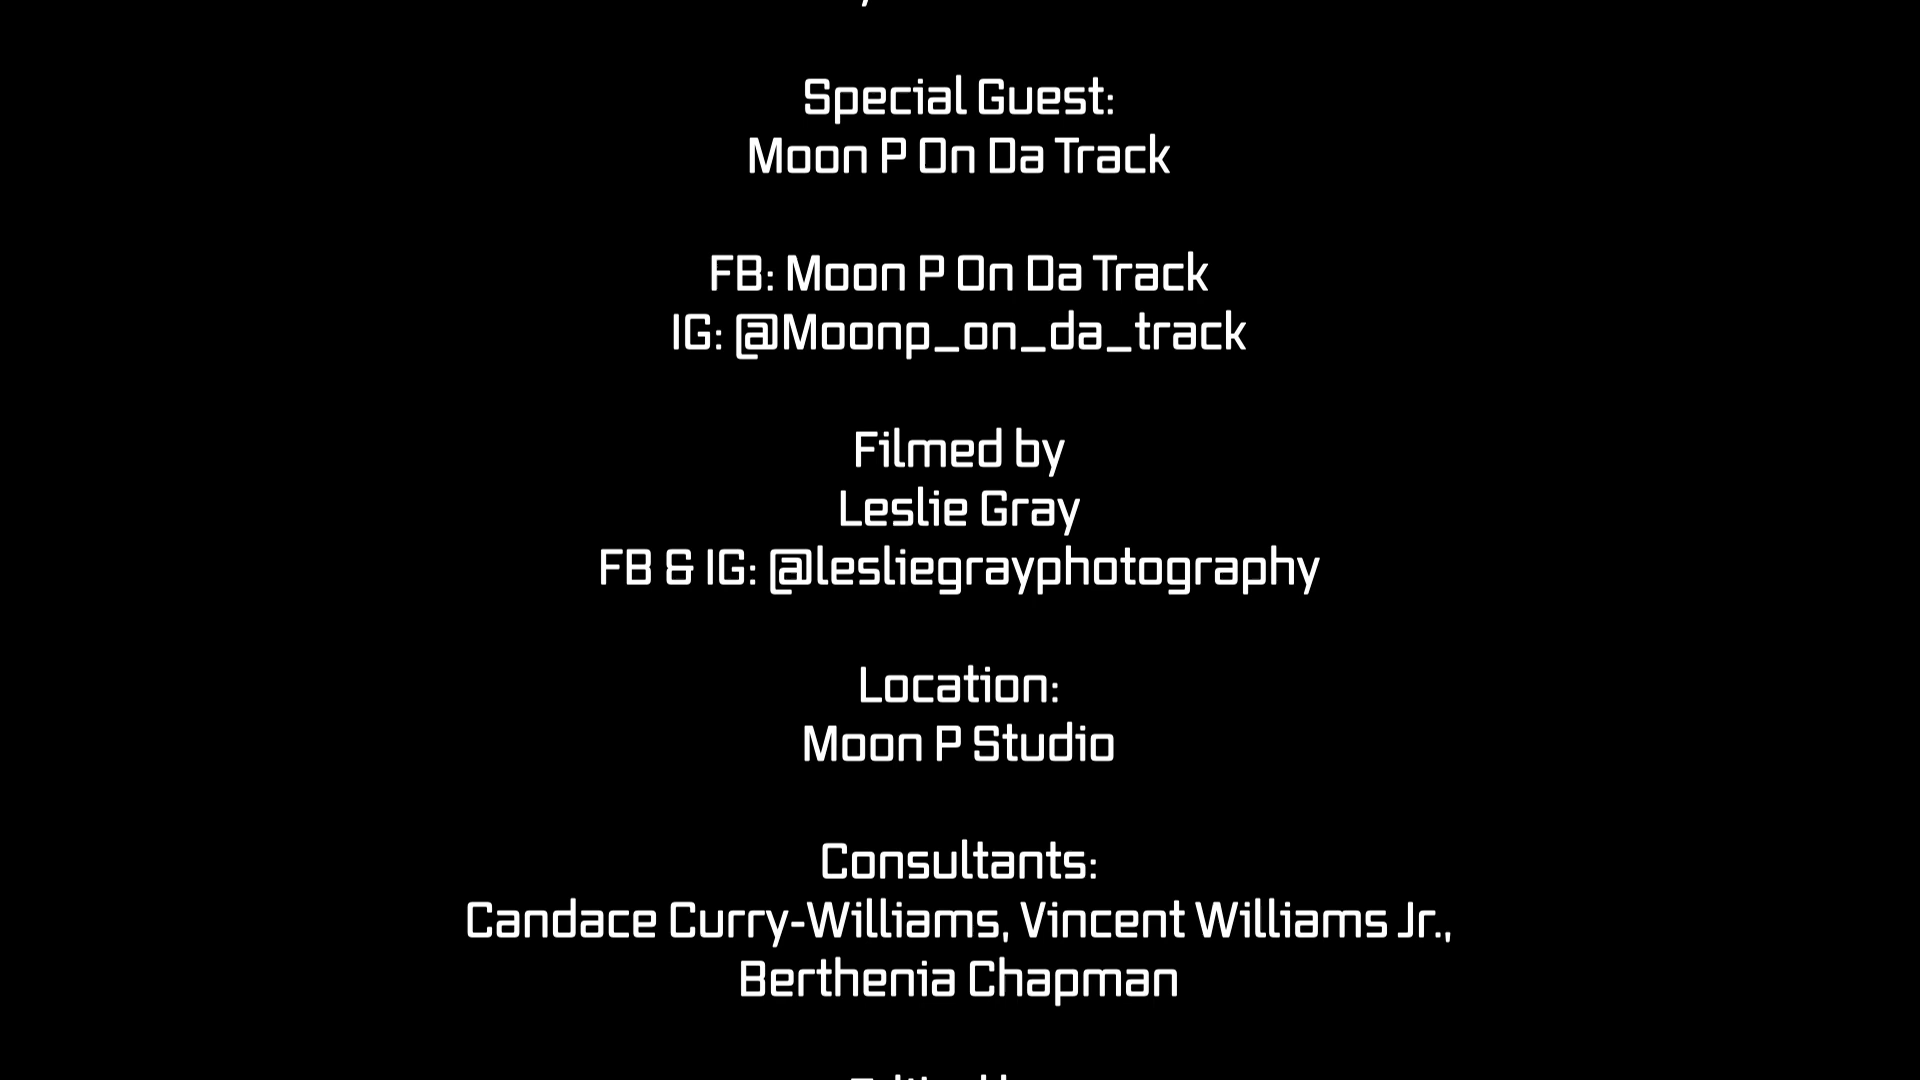 Special Guest:
Moon P On Da Track
FB: Moon P On Da Track
IG: @Moonp_on_da_track
Filmed by
Leslie Gray
FB & IG: @lesliegrayphotography
Location:
Moon P Studio
Consultants:
Candace Curry-Williams, Vincent Williams Jr.,
Berthenia Chapman